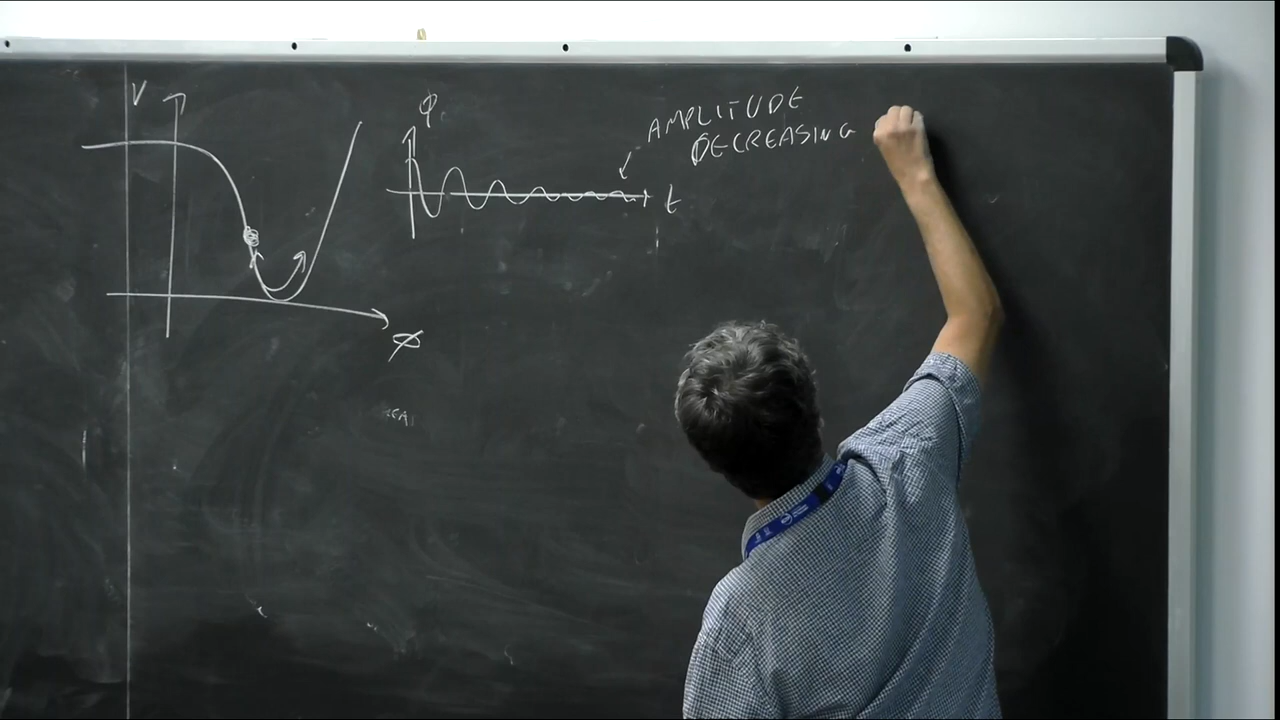 V
φ
AMPLITUDE
DECREASING
t
φ